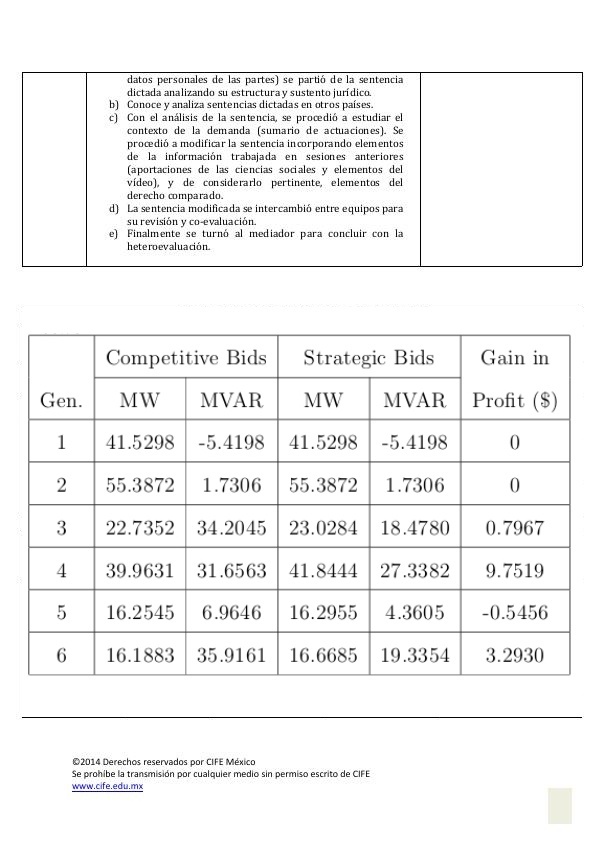 datos personales de las partes) se partió de la sentencia
dictada analizando su estructura y sustento jurídico.
b) Conoce y analiza sentencias dictadas en otros países.
c) Con el análisis de la sentencia, se procedió a estudiar el
contexto de la demanda (sumario de actuaciones). Se
procedió a modificar la sentencia incorporando elementos
de la información trabajada en sesiones anteriores
(aportaciones de las ciencias sociales y elementos del
vídeo), y de considerarlo pertinente, elementos del
derecho comparado.
d) La sentencia modificada se intercambió entre equipos para
su revisión y co-evaluación.
e) Finalmente se turnó al mediador para concluir con la
heteroevaluación.
Competitive Bids Strategic Bids Gain in
Gen. MW MVAR MW MVAR Profit ($)
1 41.5298 -5.4198 41.5298 -5.4198 0
2 55.3872 1.7306 55.3872 1.7306 0
3 22.7352 34.2045 23.0284 18.4780 0.7967
4 39.9631 31.6563 41.8444 27.3382 9.7519
5 16.2545 6.9646 16.2955 4.3605 -0.5456
6 16.1883 35.9161 16.6685 19.3354 3.2930
©2014 Derechos reservados por CIFE México
Se prohíbe la transmisión por cualquier medio sin permiso escrito de CIFE
www.cife.edu.mx